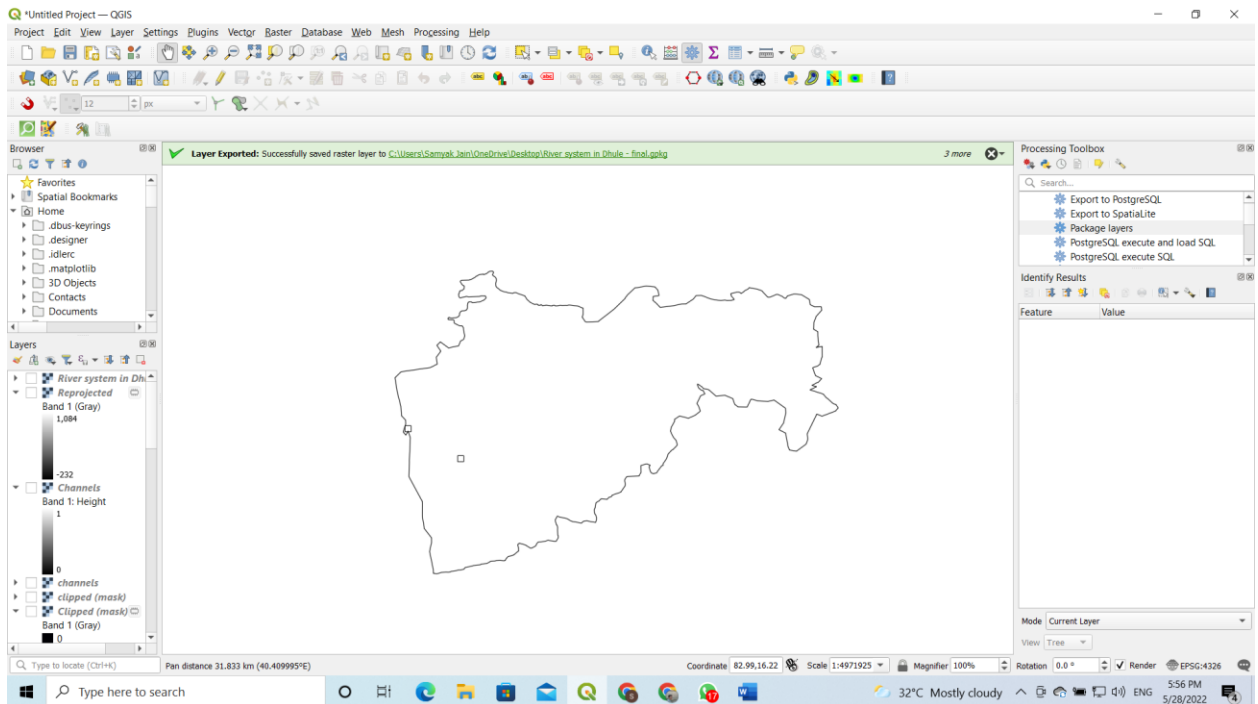 *Untitled Project — QGIS
Project Edit View Layer Settings Plugins Vector Raster Database Web Mesh Processing Help
12 px
Browser
Favorites
Spatial Bookmarks
Home
.dbus-keyrings
.designer
.idlerc
.matplotlib
3D Objects
Contacts
Documents
Layers
River system in Dh
Reprojected
Band 1 (Gray)
1,084
-232
Channels
Band 1: Height
1
0
channels
clipped (mask)
Clipped (mask)
Band 1 (Gray)
0
Layer Exported: Successfully saved raster layer to C:\Users\Samyak Jain\OneDrive\Desktop\River system in Dhule - final.gpkg 3 more
Processing Toolbox
Search...
Export to PostgreSQL
Export to SpatiaLite
Package layers
PostgreSQL execute and load SQL
PostgreSQL execute SQL
Identify Results
Feature Value
Mode Current Layer
View Tree
Type to locate (Ctrl+K) Pan distance 31.833 km (40.409995°E) Coordinate 82.99,16.22 Scale 1:4971925 Magnifier 100% Rotation 0.0 ° Render EPSG:4326
Type here to search 32°C Mostly cloudy ENG 5:56 PM
5/28/2022